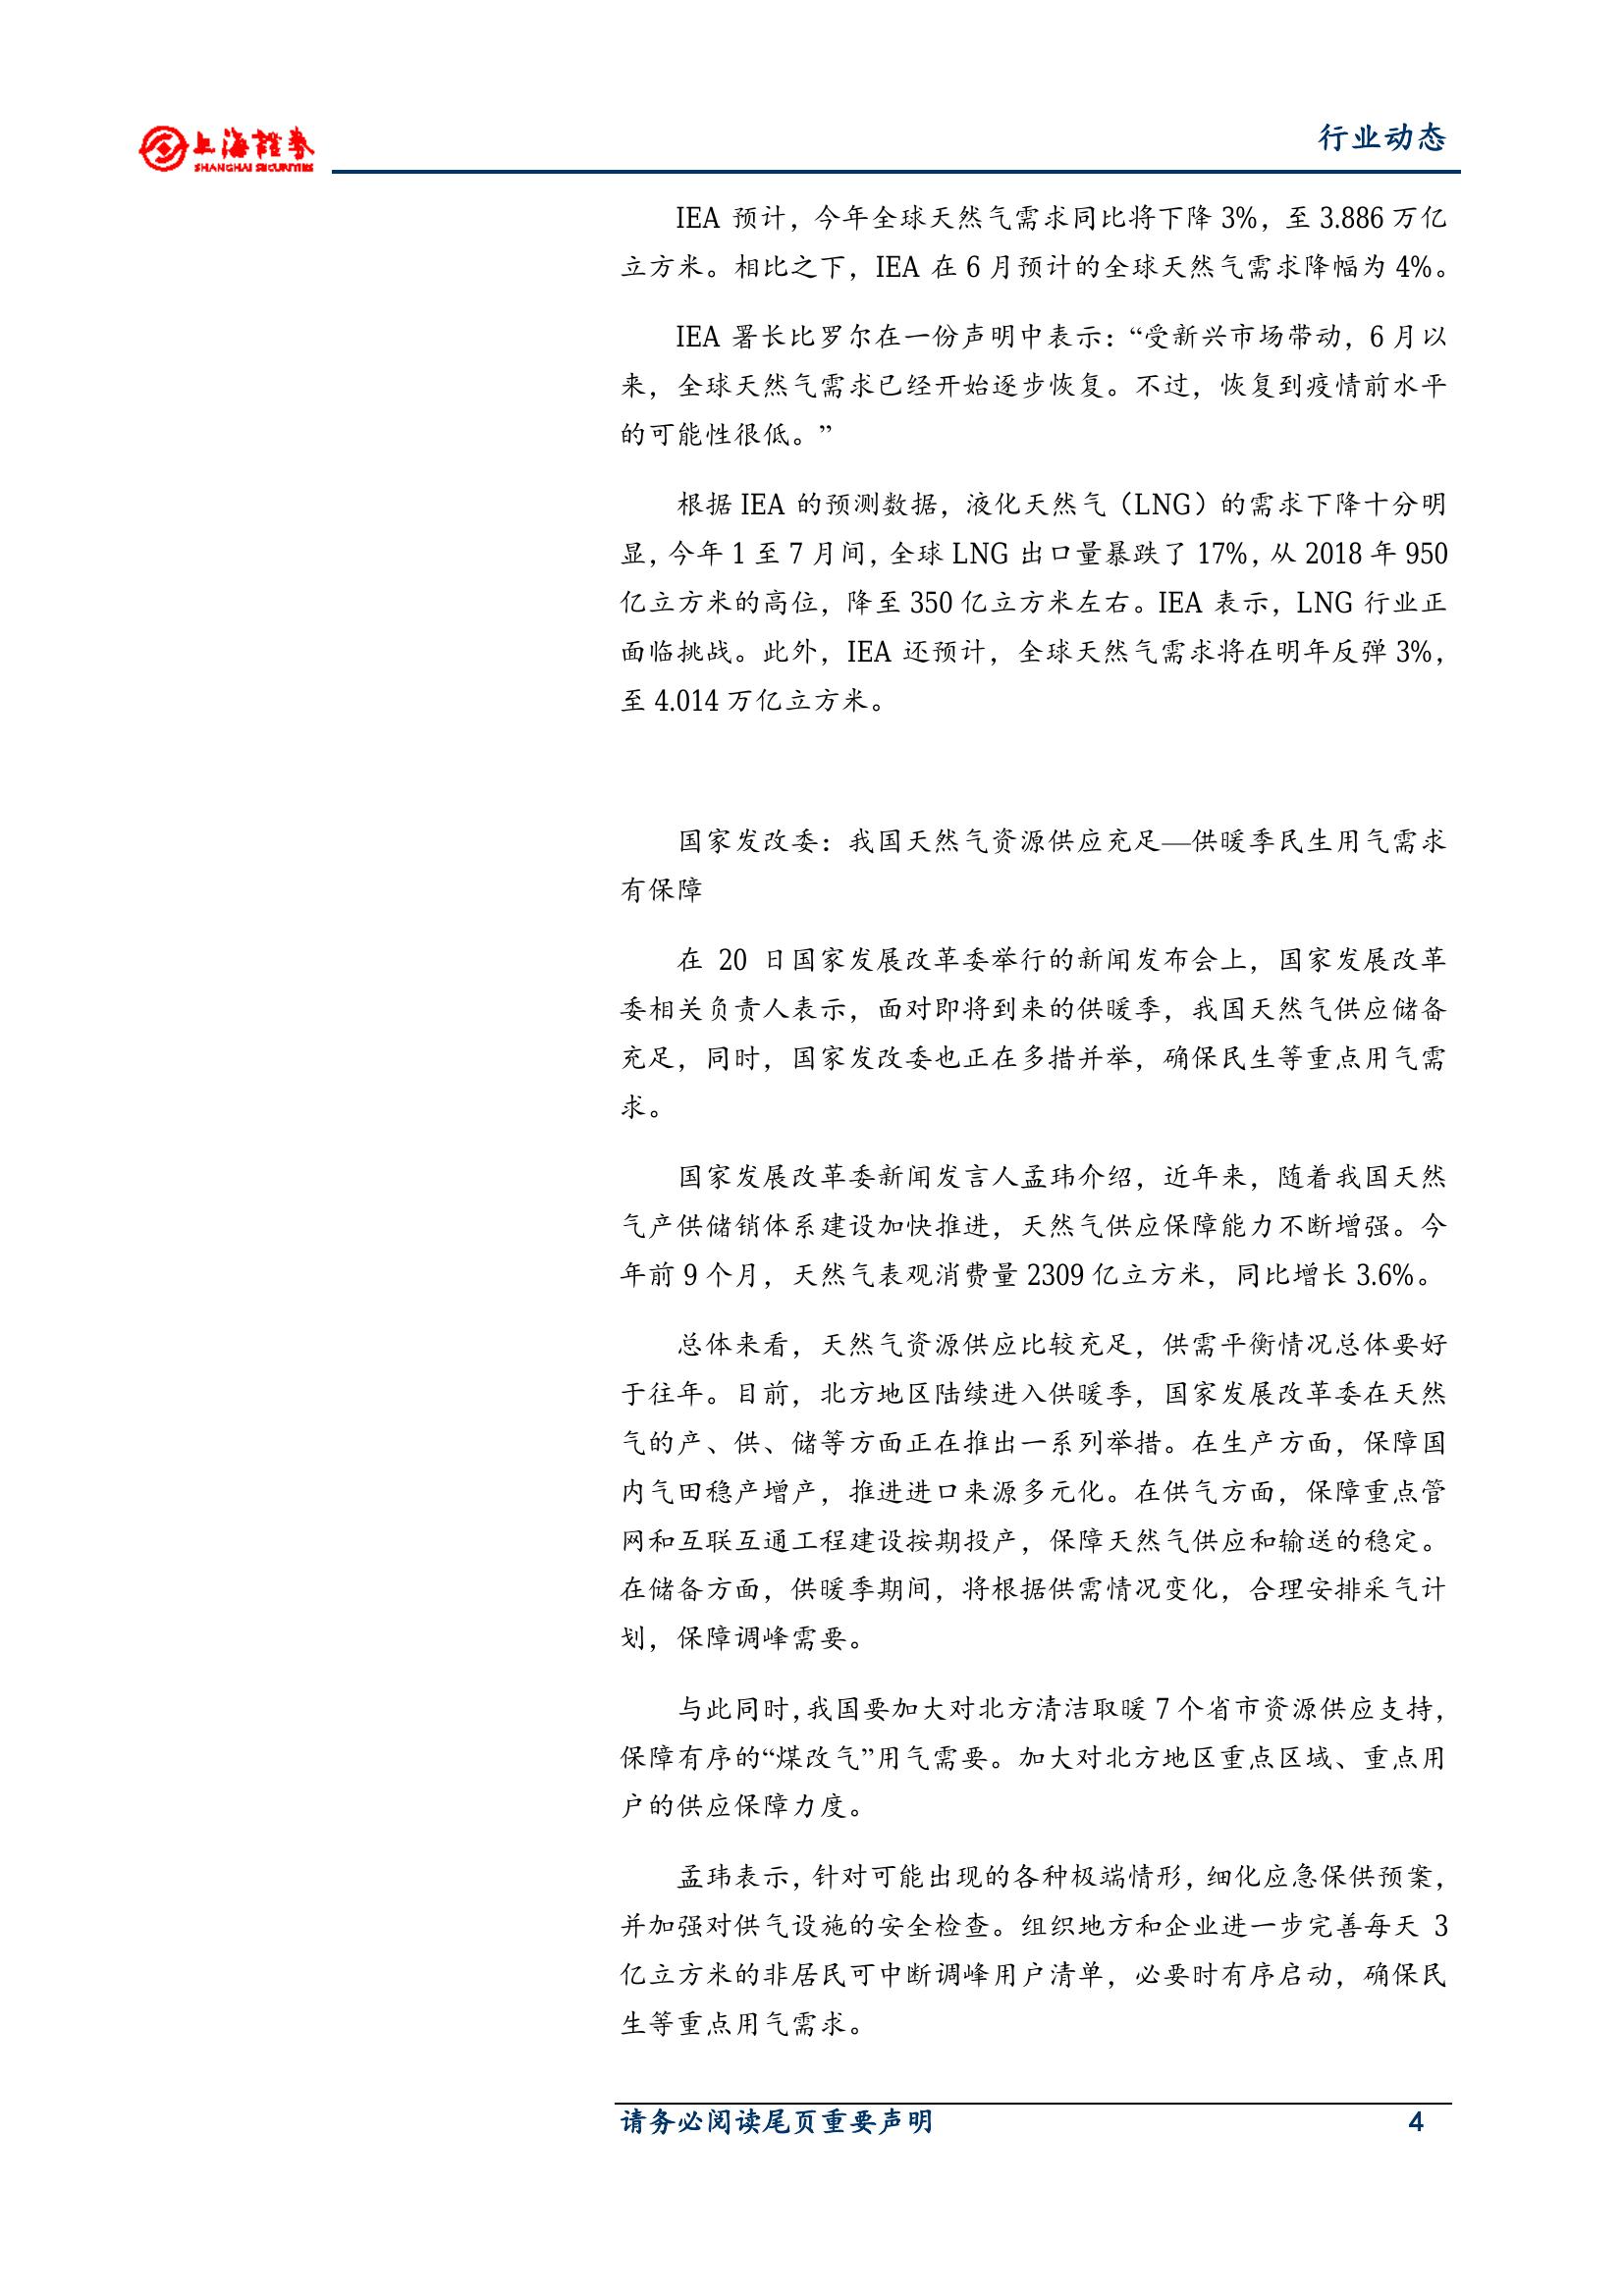 上海證券
SHANGHAI SECURITIES
行业动态
IEA 预计，今年全球天然气需求同比将下降 3%，至 3.886 万亿
立方米。相比之下，IEA 在 6 月预计的全球天然气需求降幅为 4%。
IEA 署长比罗尔在一份声明中表示：“受新兴市场带动，6 月以
来，全球天然气需求已经开始逐步恢复。不过，恢复到疫情前水平
的可能性很低。”
根据 IEA 的预测数据，液化天然气（LNG）的需求下降十分明
显，今年 1 至 7 月间，全球 LNG 出口量暴跌了 17%，从 2018 年 950
亿立方米的高位，降至 350 亿立方米左右。IEA 表示，LNG 行业正
面临挑战。此外，IEA 还预计，全球天然气需求将在明年反弹 3%，
至 4.014 万亿立方米。
国家发改委：我国天然气资源供应充足—供暖季民生用气需求
有保障
在 20 日国家发展改革委举行的新闻发布会上，国家发展改革
委相关负责人表示，面对即将到来的供暖季，我国天然气供应储备
充足，同时，国家发改委也正在多措并举，确保民生等重点用气需
求。
国家发展改革委新闻发言人孟玮介绍，近年来，随着我国天然
气产供储销体系建设加快推进，天然气供应保障能力不断增强。今
年前 9 个月，天然气表观消费量 2309 亿立方米，同比增长 3.6%。
总体来看，天然气资源供应比较充足，供需平衡情况总体要好
于往年。目前，北方地区陆续进入供暖季，国家发展改革委在天然
气的产、供、储等方面正在推出一系列举措。在生产方面，保障国
内气田稳产增产，推进进口来源多元化。在供气方面，保障重点管
网和互联互通工程建设按期投产，保障天然气供应和输送的稳定。
在储备方面，供暖季期间，将根据供需情况变化，合理安排采气计
划，保障调峰需要。
与此同时，我国要加大对北方清洁取暖 7 个省市资源供应支持，
保障有序的“煤改气”用气需要。加大对北方地区重点区域、重点用
户的供应保障力度。
孟玮表示，针对可能出现的各种极端情形，细化应急保供预案，
并加强对供气设施的安全检查。组织地方和企业进一步完善每天 3
亿立方米的非居民可中断调峰用户清单，必要时有序启动，确保民
生等重点用气需求。
请务必阅读尾页重要声明 4